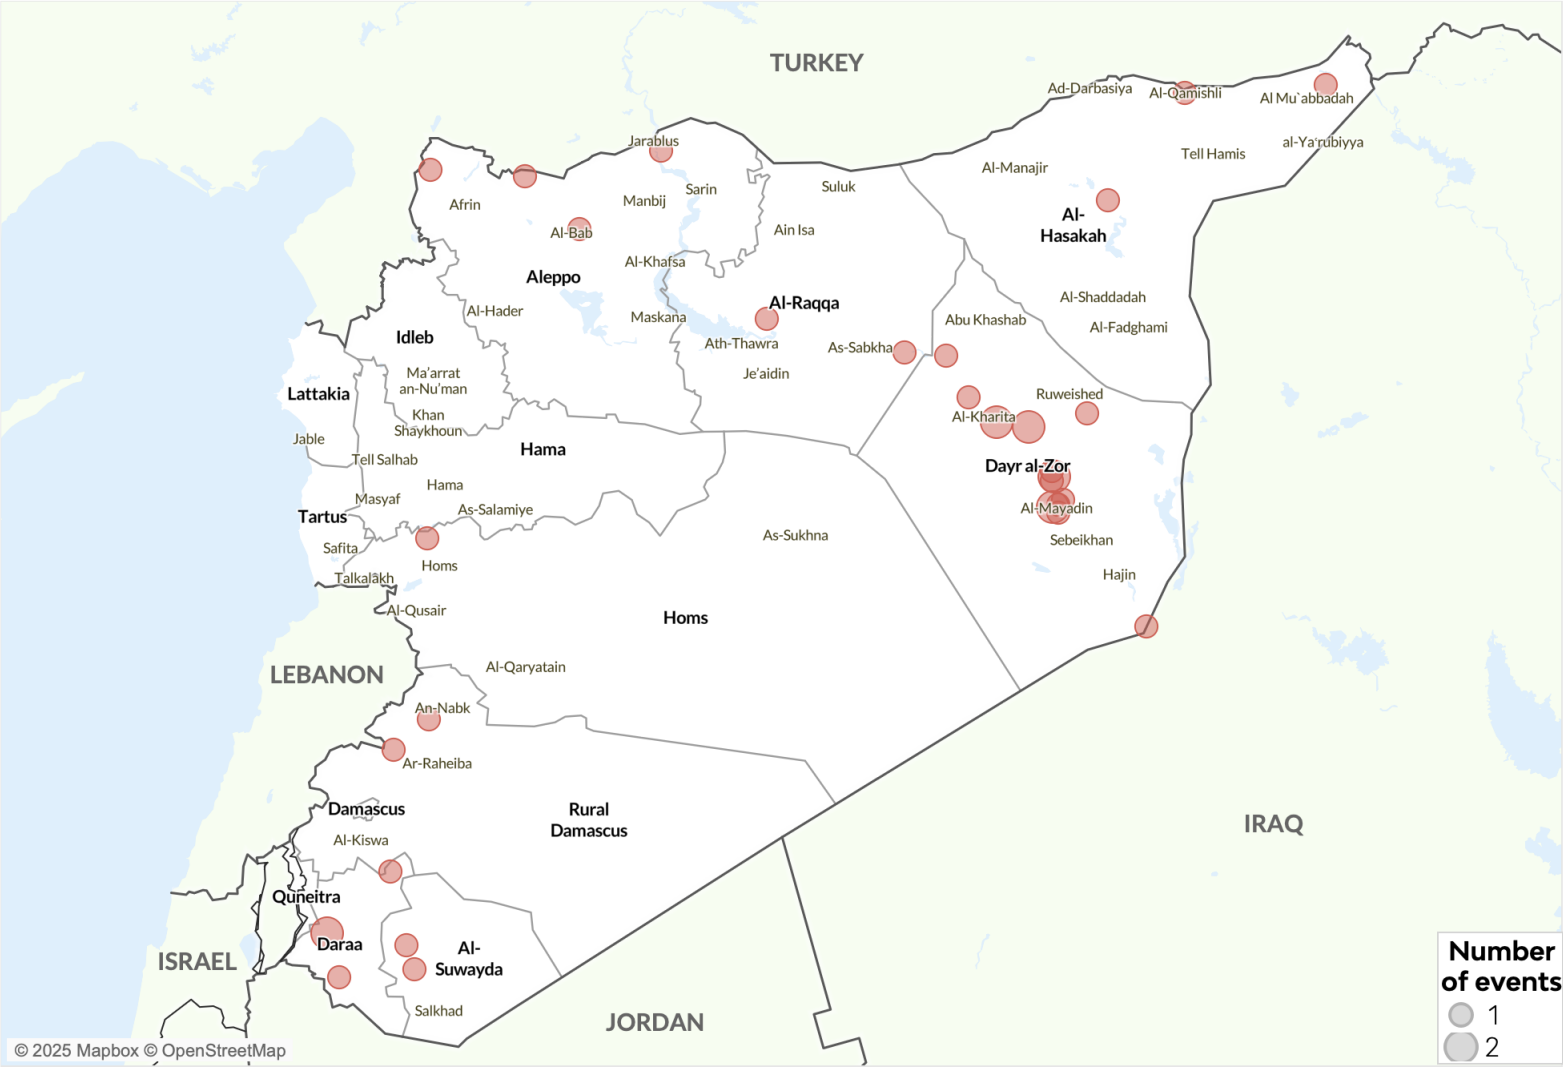 TURKEY
Ad-Darbasiya
Al-Qamishli
Al Mu`abbadah
Jarablus
al-Ya'rubiyya
Tell Hamis
Al-Manajir
Suluk
Sarin
Manbij
Afrin
Al-
Hasakah
Ain Isa
Al-Bab
Al-Khafsa
Aleppo
Al-Shaddadah
Al-Raqqa
Al-Hader
Maskana
Abu Khashab
Al-Fadghami
Idleb
Ath-Thawra
As-Sabkha
Ma'arrat
an-Nu'man
Je'aidin
Lattakia
Ruweished
Khan
Shaykhoun
Al-Kharita
Jable
Hama
Tell Salhab
Dayr al-Zor
Hama
Masyaf
As-Salamiye
Al-Mayadin
Tartus
As-Sukhna
Sebeikhan
Safita
Homs
Talkalakh
Hajin
Al-Qusair
Homs
Al-Qaryatain
LEBANON
An-Nabk
Ar-Raheiba
Damascus
Rural
Damascus
IRAQ
Al-Kiswa
Quneitra
Daraa
Al-
Suwayda
ISRAEL
Salkhad
JORDAN
Number
of events
1
2
© 2025 Mapbox © OpenStreetMap